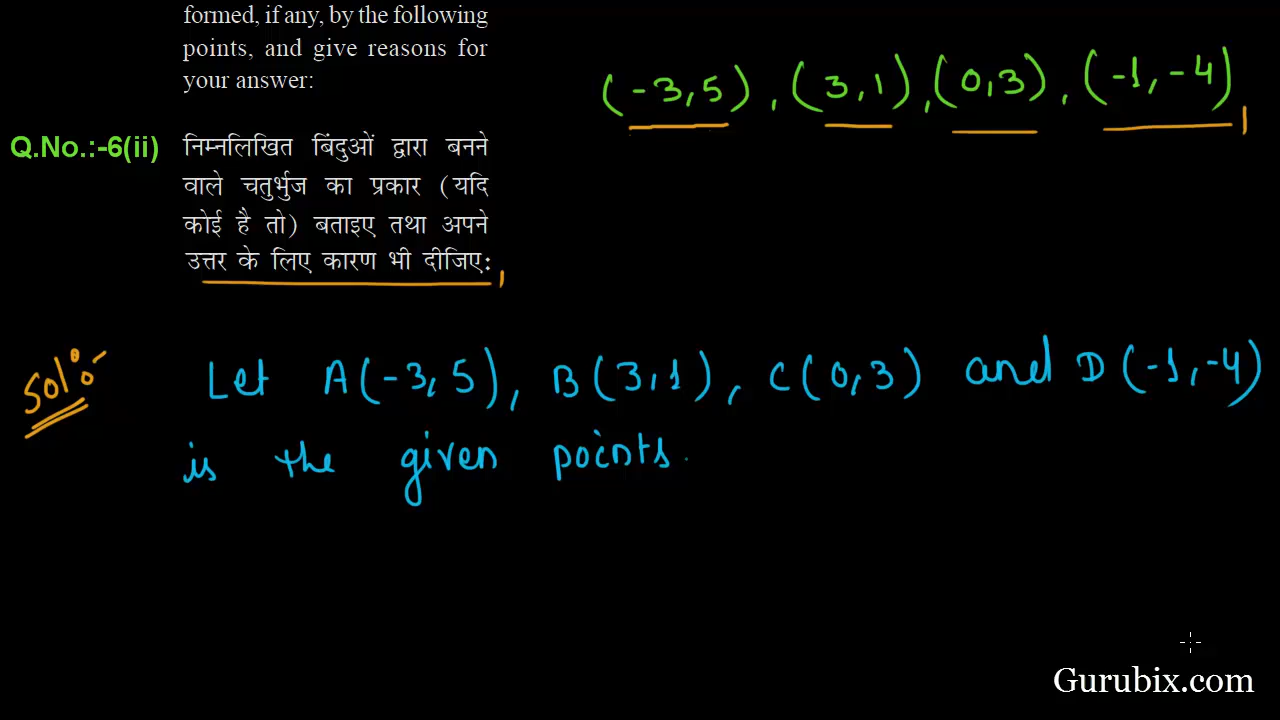 formed, if any, by the following
points, and give reasons for
your answer:
(-3,5), (3,1), (0,3), (-1,-4)
Q.No.:-6(ii)
निम्नलिखित बिंदुओं द्वारा बनने
वाले चतुर्भुज का प्रकार (यदि
कोई है तो) बताइए तथा अपने
उत्तर के लिए कारण भी दीजिए:
Sol:-
Let A(-3,5), B(3,1), C(0,3) and D(-1,-4)
is the given points.
Gurubix.com